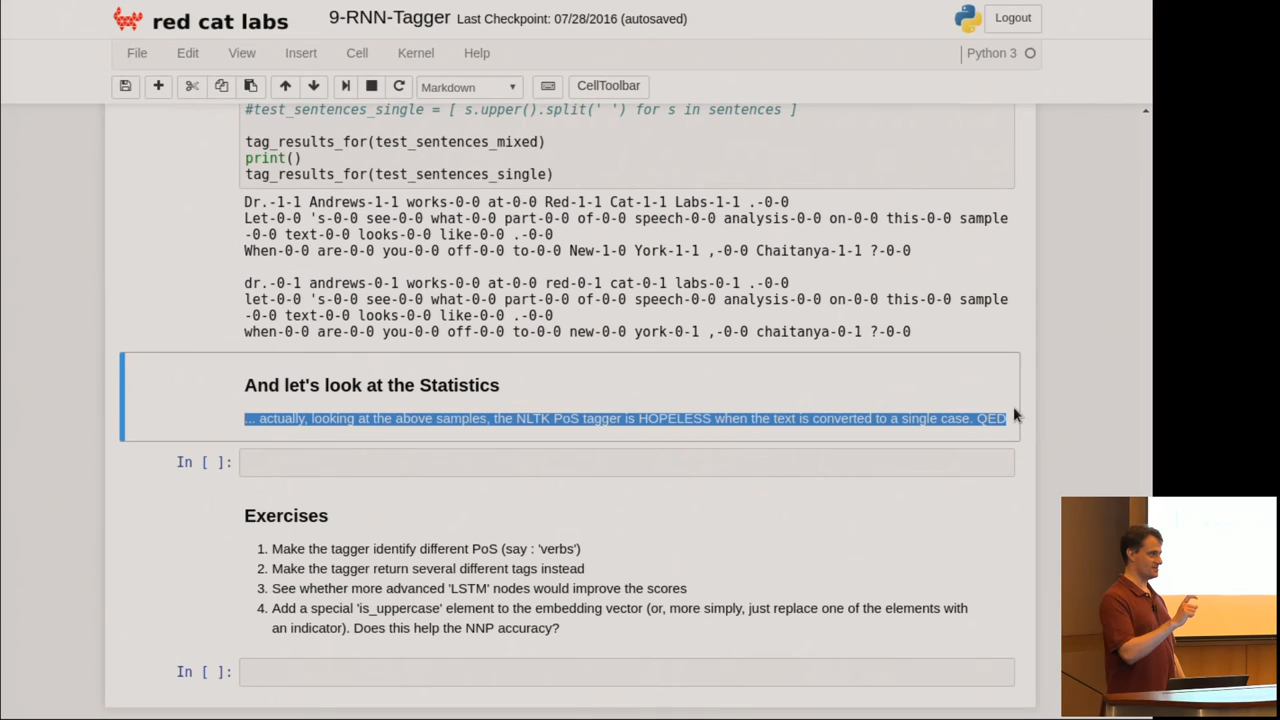 red cat labs
9-RNN-Tagger Last Checkpoint: 07/28/2016 (autosaved)
Logout
File Edit View Insert Cell Kernel Help
Python 3
Markdown
CellToolbar
#test_sentences_single = [ s.upper().split(' ') for s in sentences ]
tag_results_for(test_sentences_mixed)
print()
tag_results_for(test_sentences_single)
Dr.-1-1 Andrews-1-1 works-0-0 at-0-0 Red-1-1 Cat-1-1 Labs-1-1 .-0-0
Let-0-0 's-0-0 see-0-0 what-0-0 part-0-0 of-0-0 speech-0-0 analysis-0-0 on-0-0 this-0-0 sample
-0-0 text-0-0 looks-0-0 like-0-0 .-0-0
When-0-0 are-0-0 you-0-0 off-0-0 to-0-0 New-1-0 York-1-1 ,-0-0 Chaitanya-1-1 ?-0-0
dr.-0-1 andrews-0-1 works-0-0 at-0-0 red-0-1 cat-0-1 labs-0-1 .-0-0
let-0-0 's-0-0 see-0-0 what-0-0 part-0-0 of-0-0 speech-0-0 analysis-0-0 on-0-0 this-0-0 sample
-0-0 text-0-0 looks-0-0 like-0-0 .-0-0
when-0-0 are-0-0 you-0-0 off-0-0 to-0-0 new-0-0 york-0-1 ,-0-0 chaitanya-0-1 ?-0-0
And let's look at the Statistics
... actually, looking at the above samples, the NLTK PoS tagger is HOPELESS when the text is converted to a single case. QED
In [ ]:
Exercises
1. Make the tagger identify different PoS (say : 'verbs')
2. Make the tagger return several different tags instead
3. See whether more advanced 'LSTM' nodes would improve the scores
4. Add a special 'is_uppercase' element to the embedding vector (or, more simply, just replace one of the elements with
an indicator). Does this help the NNP accuracy?
In [ ]: